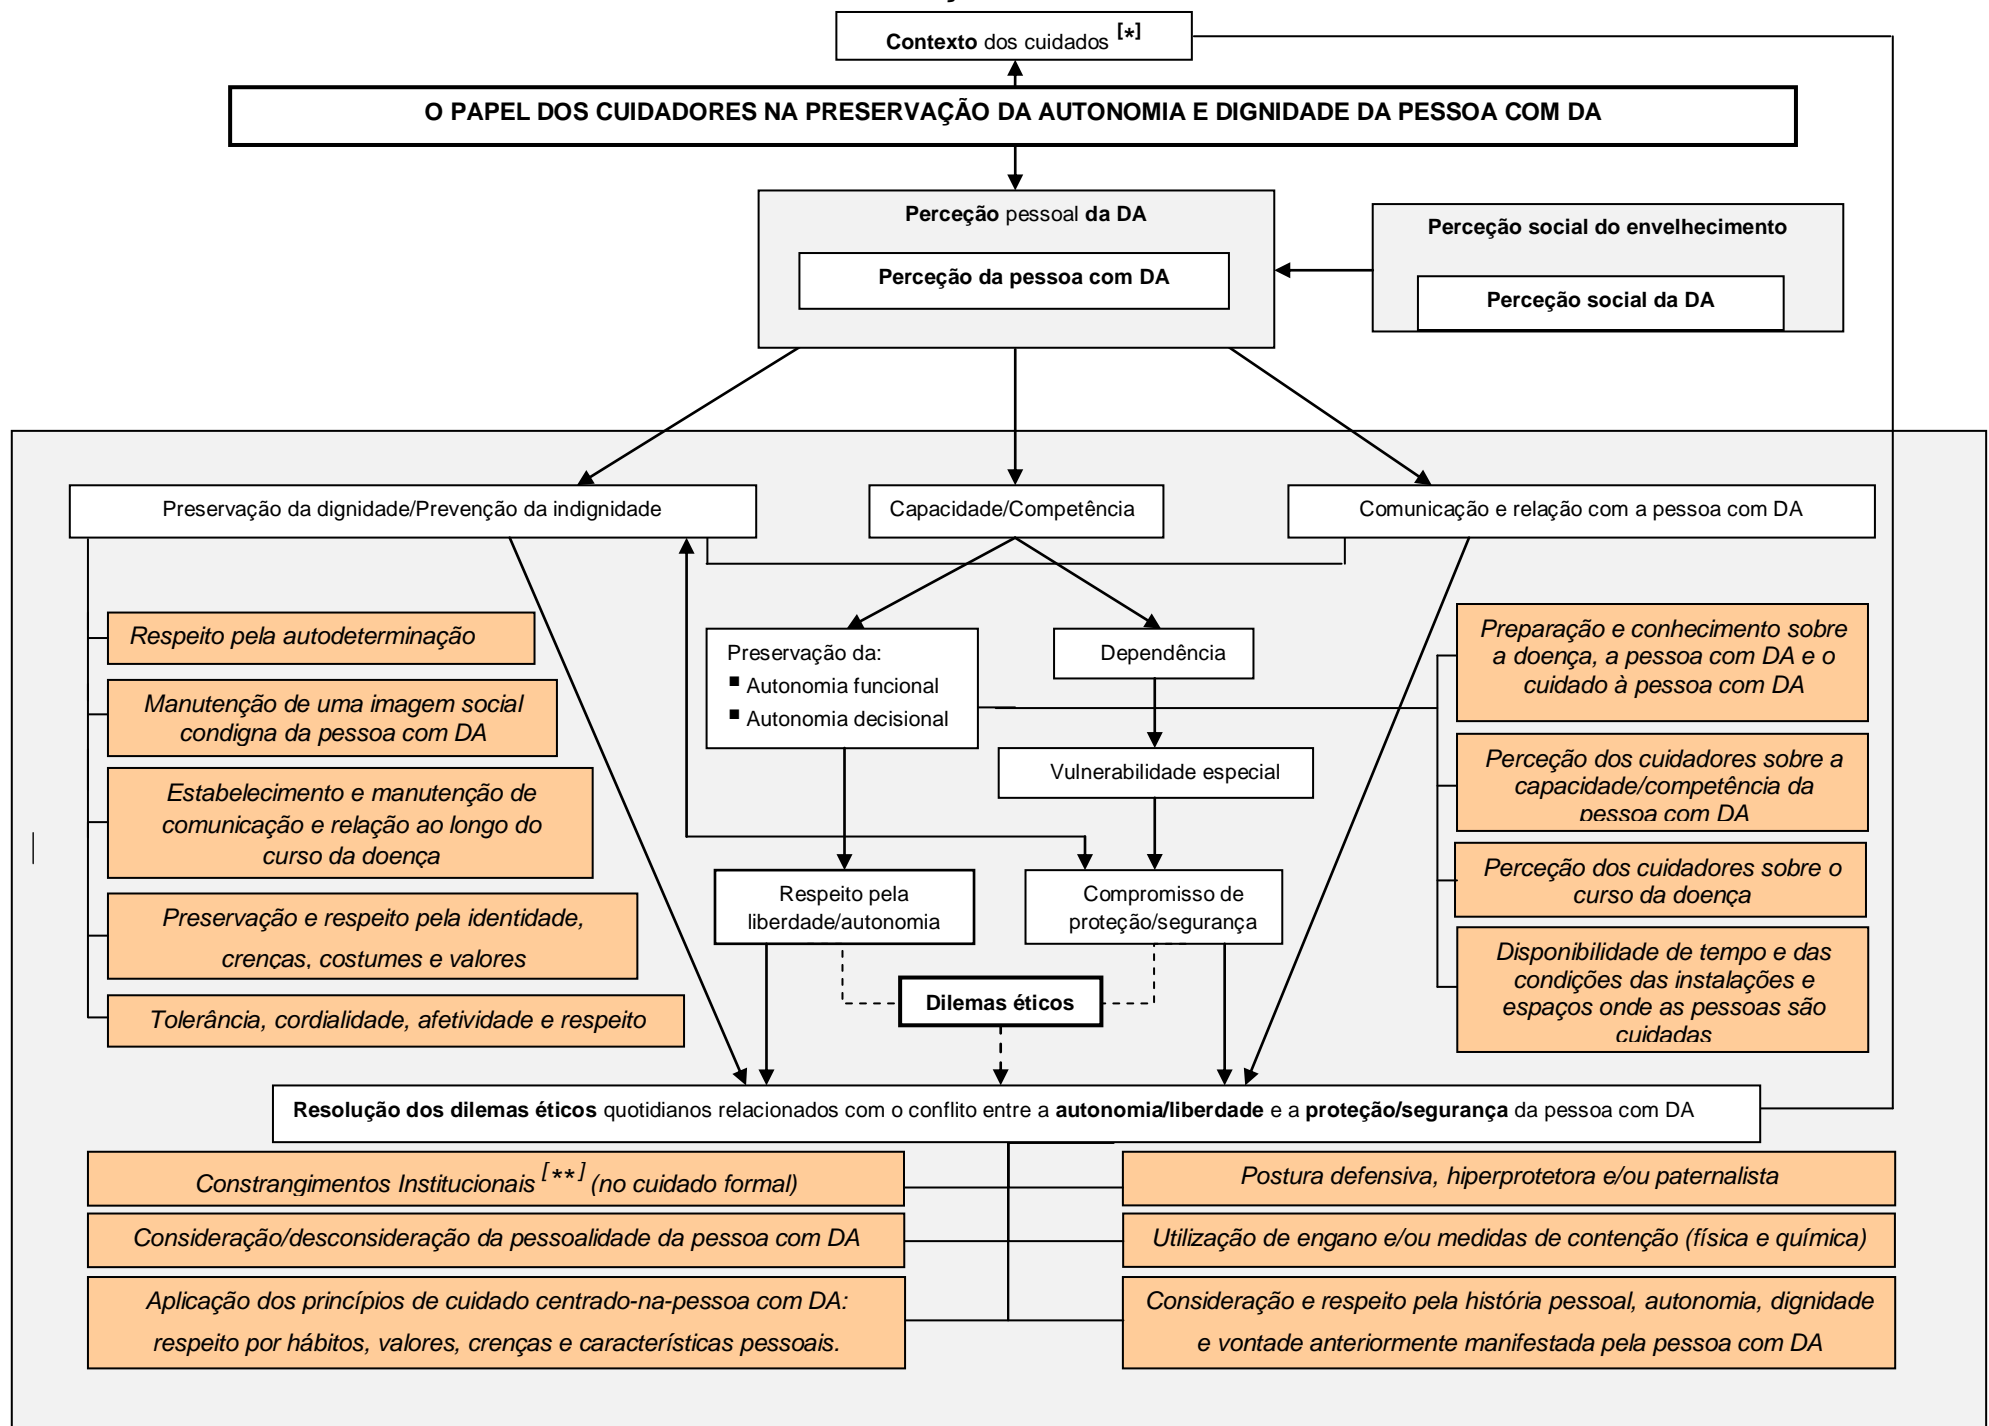 Contexto dos cuidados [*]
O PAPEL DOS CUIDADORES NA PRESERVAÇÃO DA AUTONOMIA E DIGNIDADE DA PESSOA COM DA
Perceção pessoal da DA
Perceção da pessoa com DA
Perceção social do envelhecimento
Perceção social da DA
Preservação da dignidade/Prevenção da indignidade
Capacidade/Competência
Comunicação e relação com a pessoa com DA
Respeito pela autodeterminação
Manutenção de uma imagem social
condigna da pessoa com DA
Estabelecimento e manutenção de
comunicação e relação ao longo do
curso da doença
Preservação e respeito pela identidade,
crenças, costumes e valores
Tolerância, cordialidade, afetividade e respeito
Preservação da:
▪ Autonomia funcional
▪ Autonomia decisional
Dependência
Vulnerabilidade especial
Respeito pela
liberdade/autonomia
Compromisso de
proteção/segurança
Dilemas éticos
Preparação e conhecimento sobre
a doença, a pessoa com DA e o
cuidado à pessoa com DA
Perceção dos cuidadores sobre a
capacidade/competência da
pessoa com DA
Perceção dos cuidadores sobre o
curso da doença
Disponibilidade de tempo e das
condições das instalações e
espaços onde as pessoas são
cuidadas
Resolução dos dilemas éticos quotidianos relacionados com o conflito entre a autonomia/liberdade e a proteção/segurança da pessoa com DA
Constrangimentos Institucionais [**] (no cuidado formal)
Consideração/desconsideração da pessoalidade da pessoa com DA
Aplicação dos princípios de cuidado centrado-na-pessoa com DA:
respeito por hábitos, valores, crenças e características pessoais.
Postura defensiva, hiperprotetora e/ou paternalista
Utilização de engano e/ou medidas de contenção (física e química)
Consideração e respeito pela história pessoal, autonomia, dignidade
e vontade anteriormente manifestada pela pessoa com DA